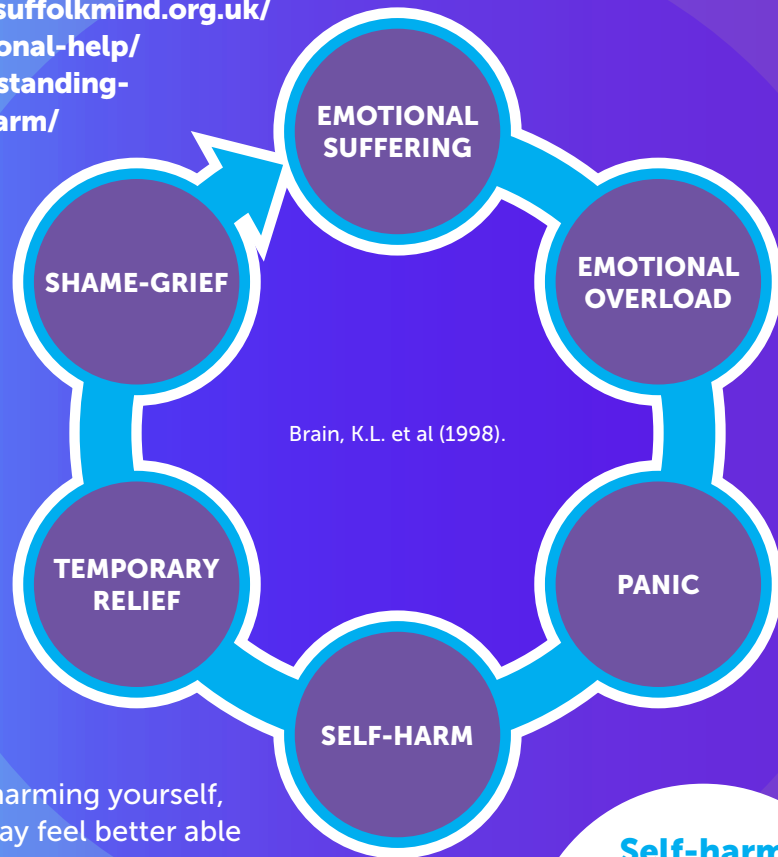 suffolkmind.org.uk/
onal-help/
standing-
arm/
EMOTIONAL
SUFFERING
EMOTIONAL
OVERLOAD
PANIC
SELF-HARM
TEMPORARY
RELIEF
SHAME-GRIEF
Brain, K.L. et al (1998).
harming yourself,
ay feel better able
Self-harm